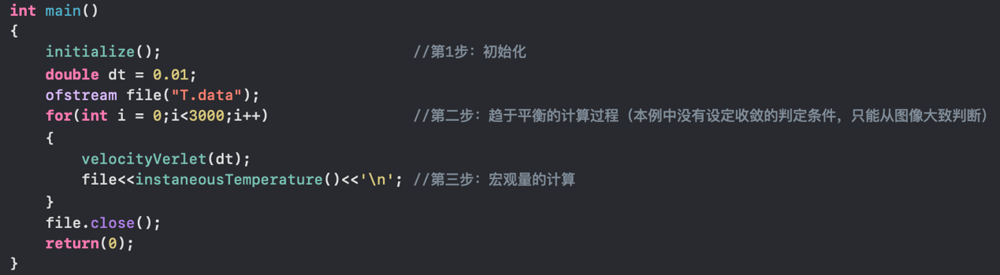 int main()
{
    initialize();                             //第1步：初始化
    double dt = 0.01;
    ofstream file("T.data");
    for(int i = 0;i<3000;i++)                 //第二步：趋于平衡的计算过程（本例中没有设定收敛的判定条件，只能从图像大致判断）
    {
        velocityVerlet(dt);
        file<<instaneousTemperature()<<'\n'; //第三步：宏观量的计算
    }
    file.close();
    return(0);
}